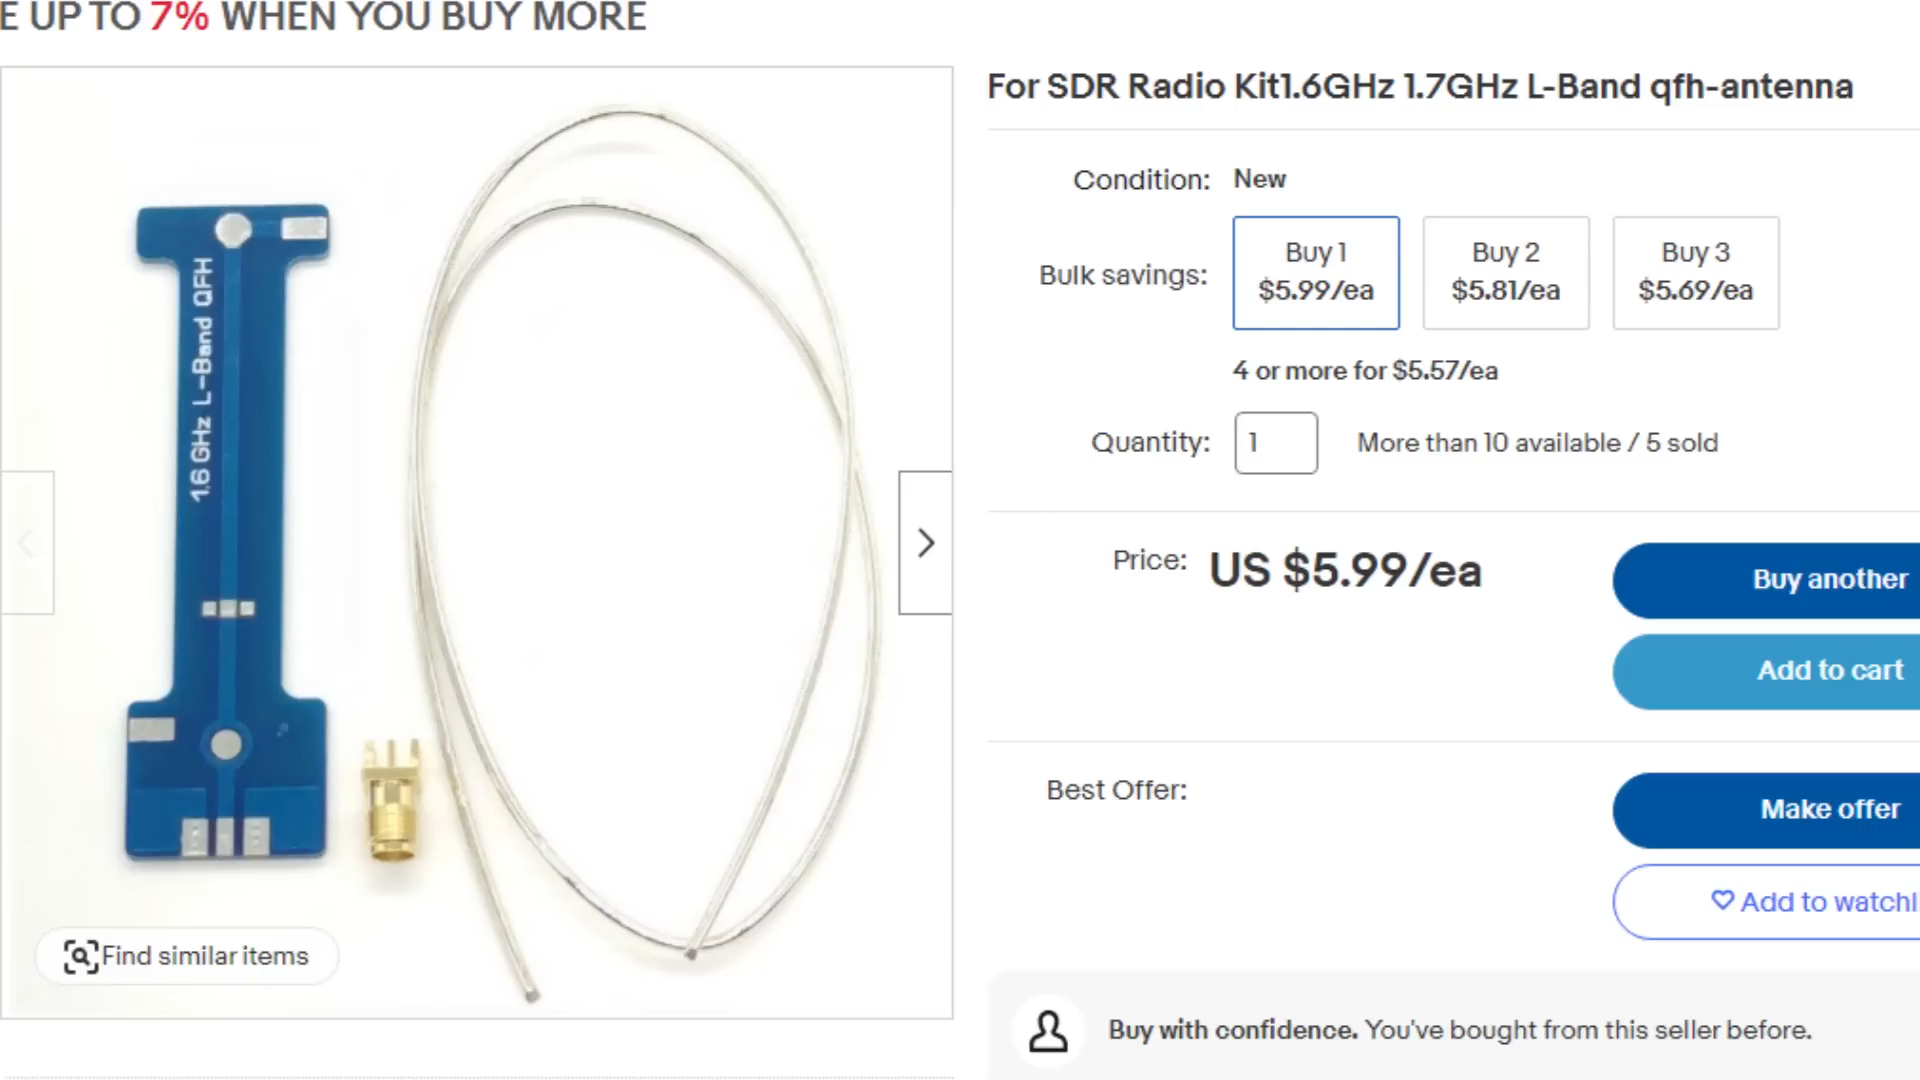 E UP TO 7% WHEN YOU BUY MORE
For SDR Radio Kit1.6GHz 1.7GHz L-Band qfh-antenna
Condition: New
Bulk savings:
Buy 1
$5.99/ea
Buy 2
$5.81/ea
Buy 3
$5.69/ea
4 or more for $5.57/ea
Quantity: 1 More than 10 available / 5 sold
Price: US $5.99/ea
Buy another
Add to cart
Best Offer:
Make offer
Add to watchl
Buy with confidence. You've bought from this seller before.
1.6 GHz L-Band QFH
Find similar items